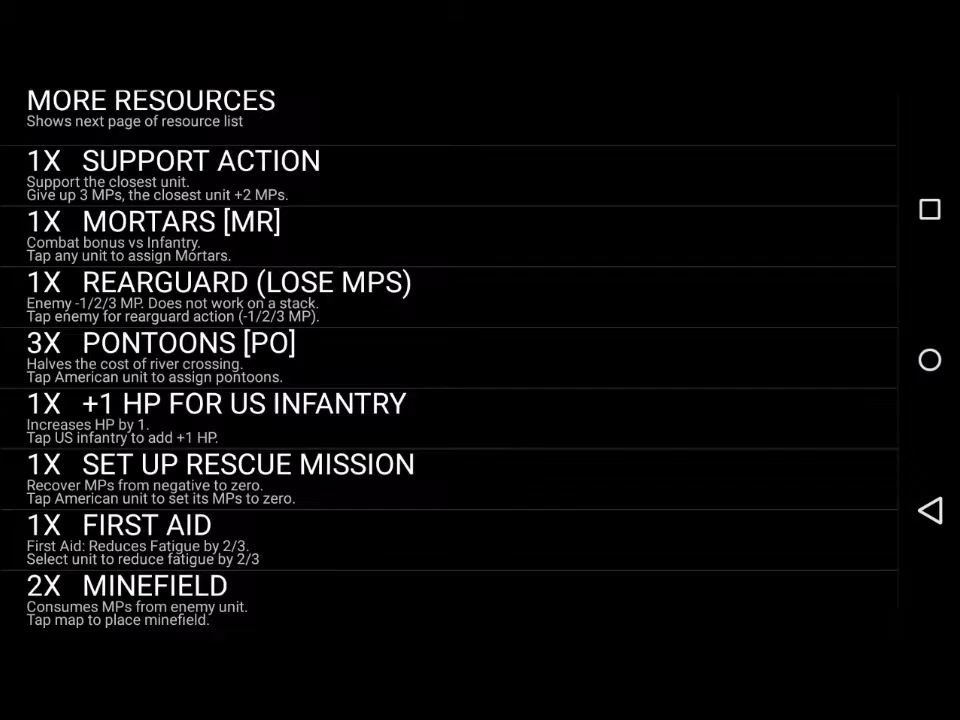 MORE RESOURCES
Shows next page of resource list
1X SUPPORT ACTION
Support the closest unit.
Give up 3 MPs, the closest unit +2 MPs.
1X MORTARS [MR]
Combat bonus vs Infantry.
Tap any unit to assign Mortars.
1X REARGUARD (LOSE MPS)
Enemy -1/2/3 MP. Does not work on a stack.
Tap enemy for rearguard action (-1/2/3 MP).
3X PONTOONS [PO]
Halves the cost of river crossing.
Tap American unit to assign pontoons.
1X +1 HP FOR US INFANTRY
Increases HP by 1.
Tap US infantry to add +1 HP.
1X SET UP RESCUE MISSION
Recover MPs from negative to zero.
Tap American unit to set its MPs to zero.
1X FIRST AID
First Aid: Reduces Fatigue by 2/3.
Select unit to reduce fatigue by 2/3
2X MINEFIELD
Consumes MPs from enemy unit.
Tap map to place minefield.